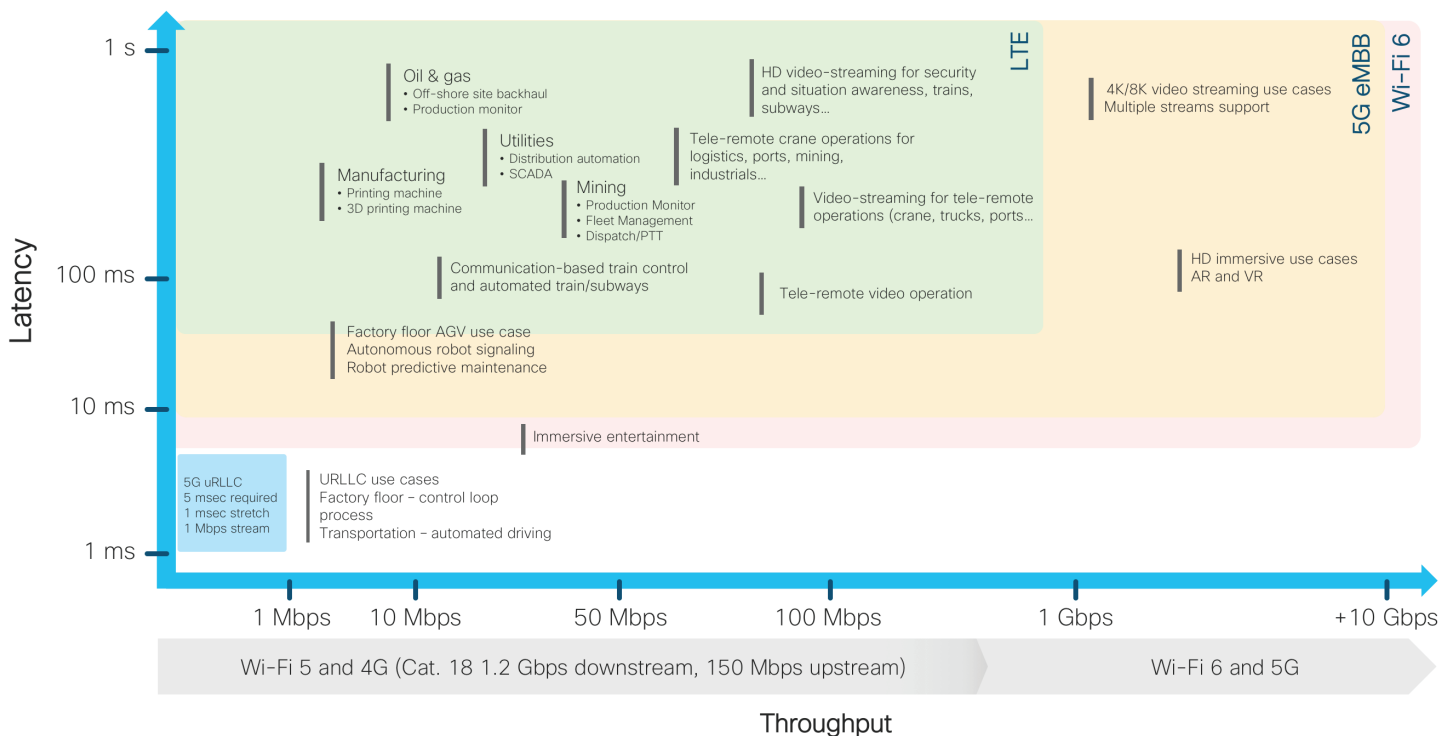 1 s
100 ms
10 ms
1 ms
Latency
LTE
5G eMBB
Wi-Fi 6
Oil & gas
• Off-shore site backhaul
• Production monitor
HD video-streaming for security
and situation awareness, trains,
subways...
4K/8K video streaming use cases
Multiple streams support
Utilities
• Distribution automation
• SCADA
Tele-remote crane operations for
logistics, ports, mining,
industrials...
Manufacturing
• Printing machine
• 3D printing machine
Mining
• Production Monitor
• Fleet Management
• Dispatch/PTT
Video-streaming for tele-remote
operations (crane, trucks, ports...
Communication-based train control
and automated train/subways
Tele-remote video operation
HD immersive use cases
AR and VR
Factory floor AGV use case
Autonomous robot signaling
Robot predictive maintenance
Immersive entertainment
5G uRLLC
5 msec required
1 msec stretch
1 Mbps stream
URLLC use cases
Factory floor – control loop
process
Transportation – automated driving
1 Mbps
10 Mbps
50 Mbps
100 Mbps
1 Gbps
+10 Gbps
Wi-Fi 5 and 4G (Cat. 18 1.2 Gbps downstream, 150 Mbps upstream)
Wi-Fi 6 and 5G
Throughput